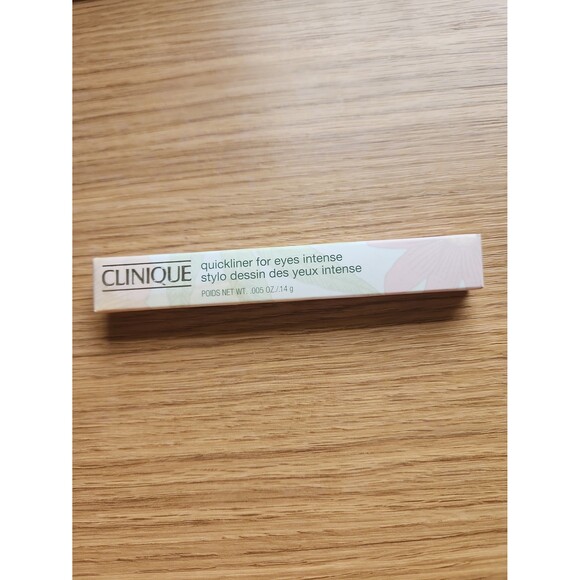 CLINIQUE
quickliner for eyes intense
stylo dessin des yeux intense
POIDS NET WT. .005 OZ./.14 g